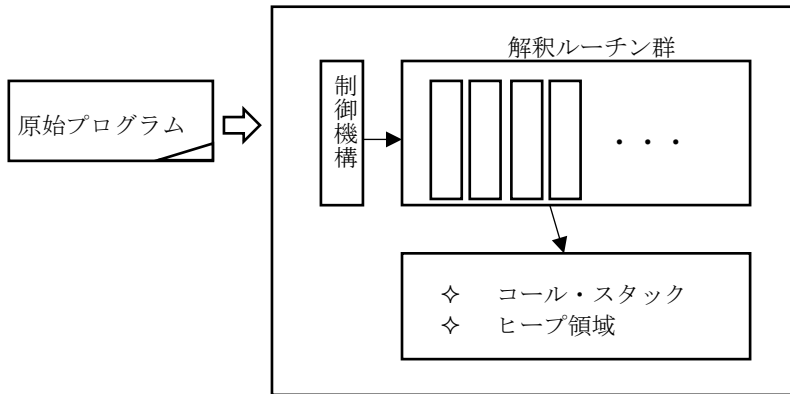 原始プログラム
制御機構
解釈ルーチン群
・・・
✧ コール・スタック
✧ ヒープ領域